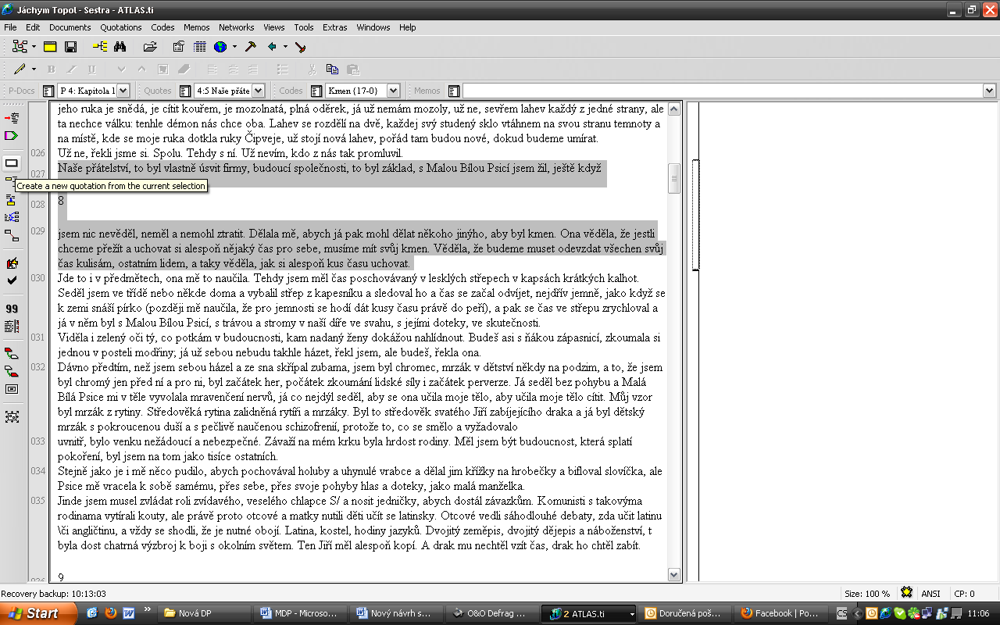 Jáchym Topol - Sestra - ATLAS.ti
File Edit Documents Quotations Codes Memos Networks Views Tools Extras Windows Help
B I U
P-Docs P 4: Kapitola 1 Quotes 4:5 Naše přáte Codes Kmen {17-0} Memos
jeho ruka je snědá, je cítit kouřem, je mozolnatá, plná oděrek, já už nemám mozoly, už ne, sevřem lahev každý z jedné strany, ale
ta nechce válku: tenhle démon nás chce oba. Lahev se rozdělí na dvě, každej svý studený sklo vtáhnem na svou stranu temnoty a
na místě, kde se moje ruka dotkla ruky Čipveje, už stojí nová lahev, pořád tam budou nové, dokud budeme umírat.
026 Už ne, řekli jsme si. Spolu. Tehdy s ní. Už nevím, kdo z nás tak promluvil.
027 Naše přátelství, to byl vlastně úsvit firmy, budoucí společnosti, to byl základ, s Malou Bílou Psicí jsem žil, ještě když
Create a new quotation from the current selection
028 8
029 jsem nic nevěděl, neměl a nemohl ztratit. Dělala mě, abych já pak mohl dělat někoho jinýho, aby byl kmen. Ona věděla, že jestli
chceme přežít a uchovat si alespoň nějaký čas pro sebe, musíme mít svůj kmen. Věděla, že budeme muset odevzdat všechen svůj
čas kulisám, ostatním lidem, a taky věděla, jak si alespoň kus času uchovat.
030 Jde to i v předmětech, ona mě to naučila. Tehdy jsem měl čas poschovávaný v lesklých střepech v kapsách krátkých kalhot.
Seděl jsem ve třídě nebo někde doma a vybalil střep z kapesníku a sledoval ho a čas se začal odvíjet, nejdřív jemně, jako když se
k zemi snáší pírko (později mě naučila, že pro jemnosti se hodí dát kusy času právě do peří), a pak se čas ve střepu zrychloval a
já v něm byl s Malou Bílou Psicí, s trávou a stromy v naší díře ve svahu, s jejími doteky, ve skutečnosti.
031 Viděla i zelený oči tý, co potkám v budoucnosti, kam nadaný ženy dokážou nahlídnout. Budeš asi s ňákou zápasnicí, zkoumala si
jednou v posteli modřiny; já už sebou nebudu takhle házet, řekl jsem, ale budeš, řekla ona.
032 Dávno předtím, než jsem sebou házel a ze sna skřípal zubama, jsem byl chromec, mrzák v dětství někdy na podzim, a to, že jsem
byl chromý jen před ní a pro ni, byl začátek her, počátek zkoumání lidské síly i začátek perverze. Já seděl bez pohybu a Malá
Bílá Psice mi v těle vyvolala mravenčení nervů, já co nejdýl seděl, aby se ona učila moje tělo, aby učila moje tělo cítit. Můj vzor
byl mrzák z rytiny. Středověká rytina zalidněná rytíři a mrzáky. Byl to středověk svatého Jiří zabíjejícího draka a já byl dětský
mrzák s pokroucenou duší a s pečlivě naučenou schizofrenií, protože to, co se smělo a vyžadovalo
033 uvnitř, bylo venku nežádoucí a nebezpečné. Závaží na mém krku byla hrdost rodiny. Měl jsem být budoucnost, která splatí
pokoření, byl jsem na tom jako tisíce ostatních.
034 Stejně jako je i mě něco pudilo, abych pochovával holuby a uhynulé vrabce a dělal jim křížky na hrobečky a bifloval slovíčka, ale
Psice mě vracela k sobě samému, přes sebe, přes svoje pohyby hlas a doteky, jako malá manželka.
035 Jinde jsem musel zvládat roli zvídavého, veselého chlapce S/ a nosit jedničky, abych dostál závazkům. Komunisti s takovýma
rodinama vytírali kouty, ale právě proto otcové a matky nutili děti učít se latinsky. Otcové vedli sáhodlouhé debaty, zda učit latinu
\či angličtinu, a vždy se shodli, že je nutné obojí. Latina, kostel, hodiny jazyků. Dvojitý zeměpis, dvojitý dějepis a náboženství, t
byla dost chatrná výzbroj k boji s okolním světem. Ten Jiří měl alespoň kopí. A drak mu nechtěl vzít čas, drak ho chtěl zabít.
036 9
Recovery backup: 10:13:03 Size: 100 % ANSI CP: 0
Start Nová DP MDP - Microso... Nový návrh s... O&O Defrag ... 2 ATLAS.ti Doručená poš... Facebook | Po... CS 11:06